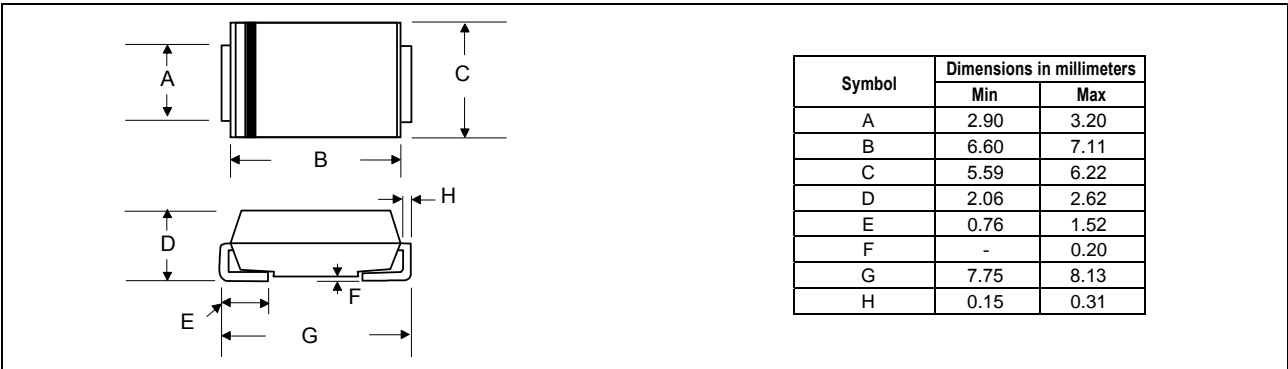 A
C
B
H
D
F
E
G
Symbol Dimensions in millimeters
Min Max
A 2.90 3.20
B 6.60 7.11
C 5.59 6.22
D 2.06 2.62
E 0.76 1.52
F - 0.20
G 7.75 8.13
H 0.15 0.31